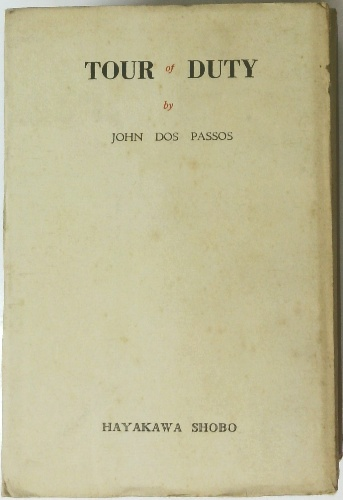 TOUR of DUTY
by
JOHN DOS PASSOS
HAYAKAWA SHOBO